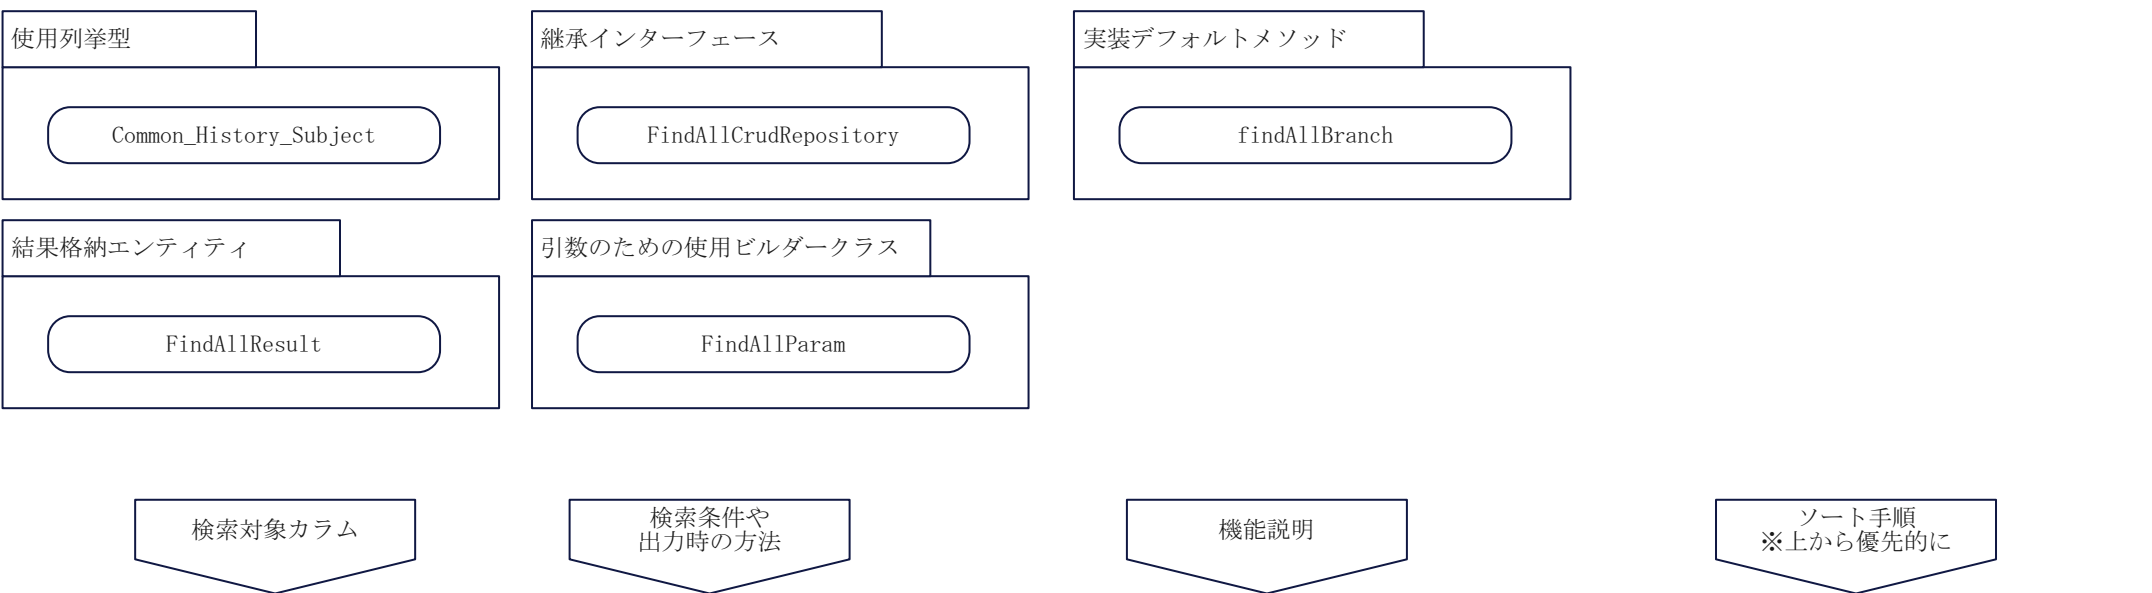 使用列挙型
Common_History_Subject
継承インターフェース
FindAllCrudRepository
実装デフォルトメソッド
findAllBranch
結果格納エンティティ
FindAllResult
引数のための使用ビルダークラス
FindAllParam
検索対象カラム
検索条件や
出力時の方法
機能説明
ソート手順
※上から優先的に